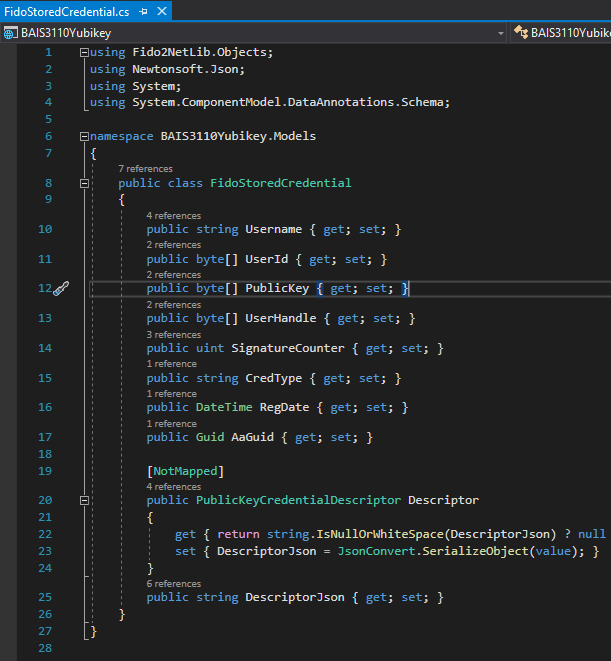 FidoStoredCredential.cs
BAIS3110Yubikey BAIS3110Yubike
1 using Fido2NetLib.Objects;
2 using Newtonsoft.Json;
3 using System;
4 using System.ComponentModel.DataAnnotations.Schema;
5
6 namespace BAIS3110Yubikey.Models
7 {
7 references
8 public class FidoStoredCredential
9 {
4 references
10 public string Username { get; set; }
2 references
11 public byte[] UserId { get; set; }
2 references
12 public byte[] PublicKey { get; set; }
2 references
13 public byte[] UserHandle { get; set; }
3 references
14 public uint SignatureCounter { get; set; }
1 reference
15 public string CredType { get; set; }
1 reference
16 public DateTime RegDate { get; set; }
1 reference
17 public Guid AaGuid { get; set; }
18
19 [NotMapped]
4 references
20 public PublicKeyCredentialDescriptor Descriptor
21 {
22 get { return string.IsNullOrWhiteSpace(DescriptorJson) ? null
23 set { DescriptorJson = JsonConvert.SerializeObject(value); }
24 }
6 references
25 public string DescriptorJson { get; set; }
26 }
27 }
28